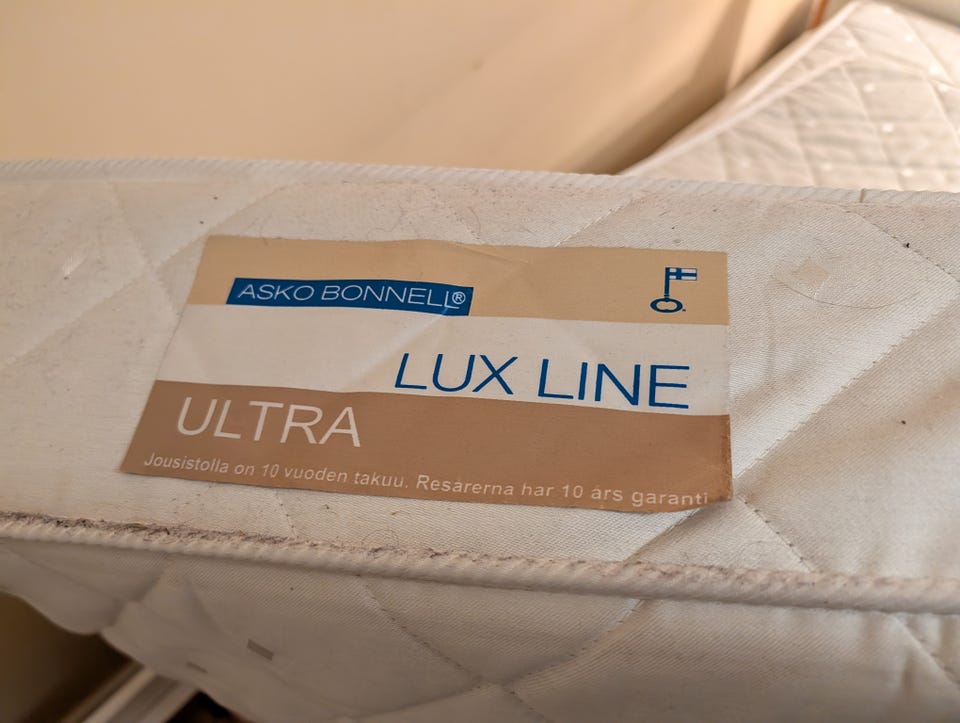 ASKO BONNELL®
LUX LINE
ULTRA
Jousistolla on 10 vuoden takuu. Resårerna har 10 års garanti